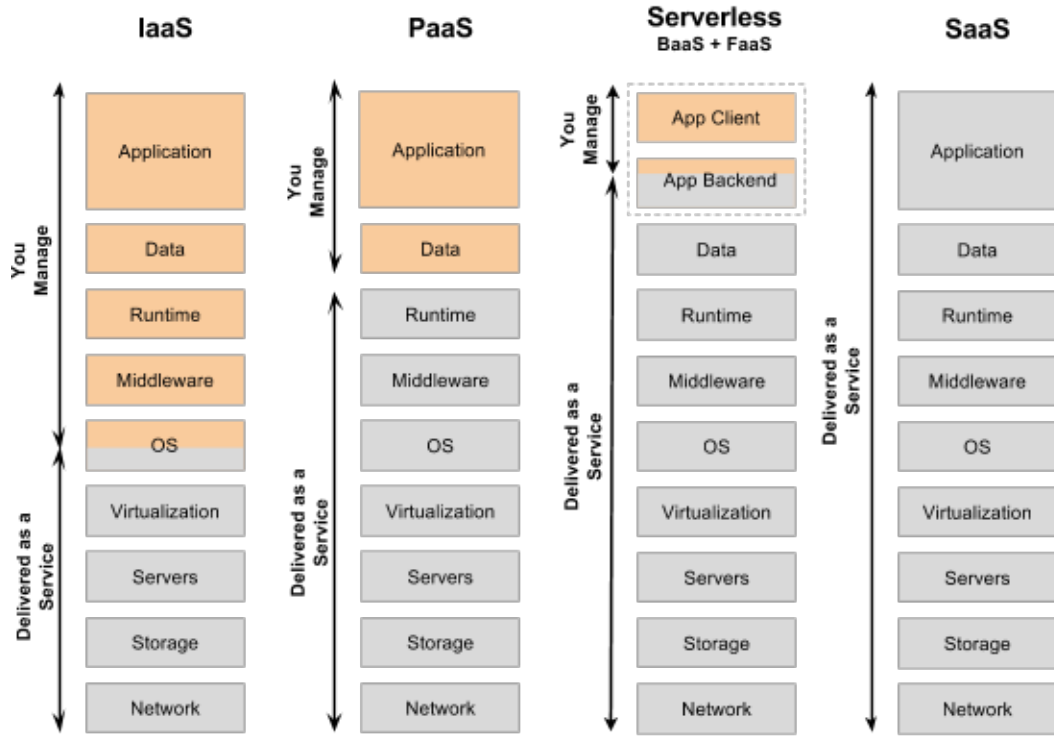 IaaS
You
Manage
Delivered as a
Service
Application
Data
Runtime
Middleware
OS
Virtualization
Servers
Storage
Network
PaaS
You
Manage
Delivered as a
Service
Application
Data
Runtime
Middleware
OS
Virtualization
Servers
Storage
Network
Serverless
BaaS + FaaS
You
Manage
Delivered as a
Service
App Client
App Backend
Data
Runtime
Middleware
OS
Virtualization
Servers
Storage
Network
SaaS
Delivered as a
Service
Application
Data
Runtime
Middleware
OS
Virtualization
Servers
Storage
Network